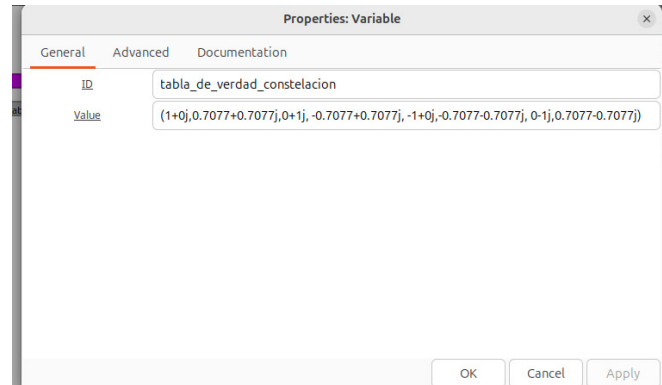 Properties: Variable
General Advanced Documentation
ID tabla_de_verdad_constelacion
Value (1+0j,0.7077+0.7077j,0+1j, -0.7077+0.7077j, -1+0j,-0.7077-0.7077j, 0-1j,0.7077-0.7077j)
OK Cancel Apply